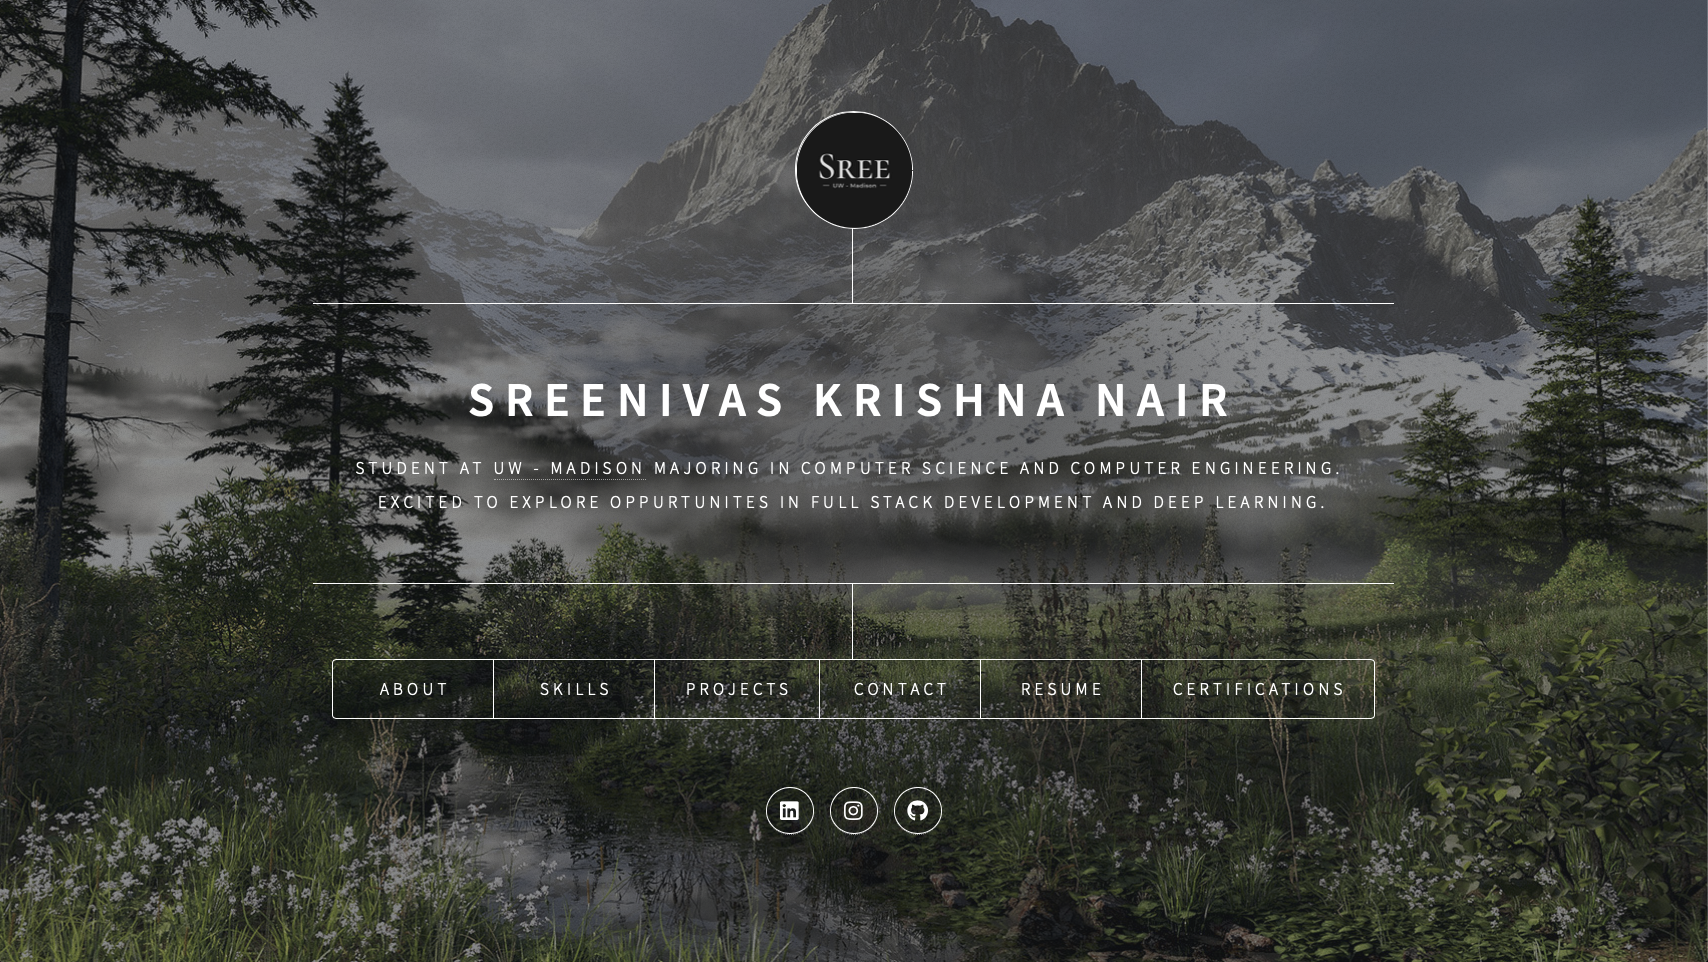 SREE
UW - Madison
SREENIVAS KRISHNA NAIR
STUDENT AT UW - MADISON MAJORING IN COMPUTER SCIENCE AND COMPUTER ENGINEERING.
EXCITED TO EXPLORE OPPURTUNITES IN FULL STACK DEVELOPMENT AND DEEP LEARNING.
ABOUT SKILLS PROJECTS CONTACT RESUME CERTIFICATIONS
in